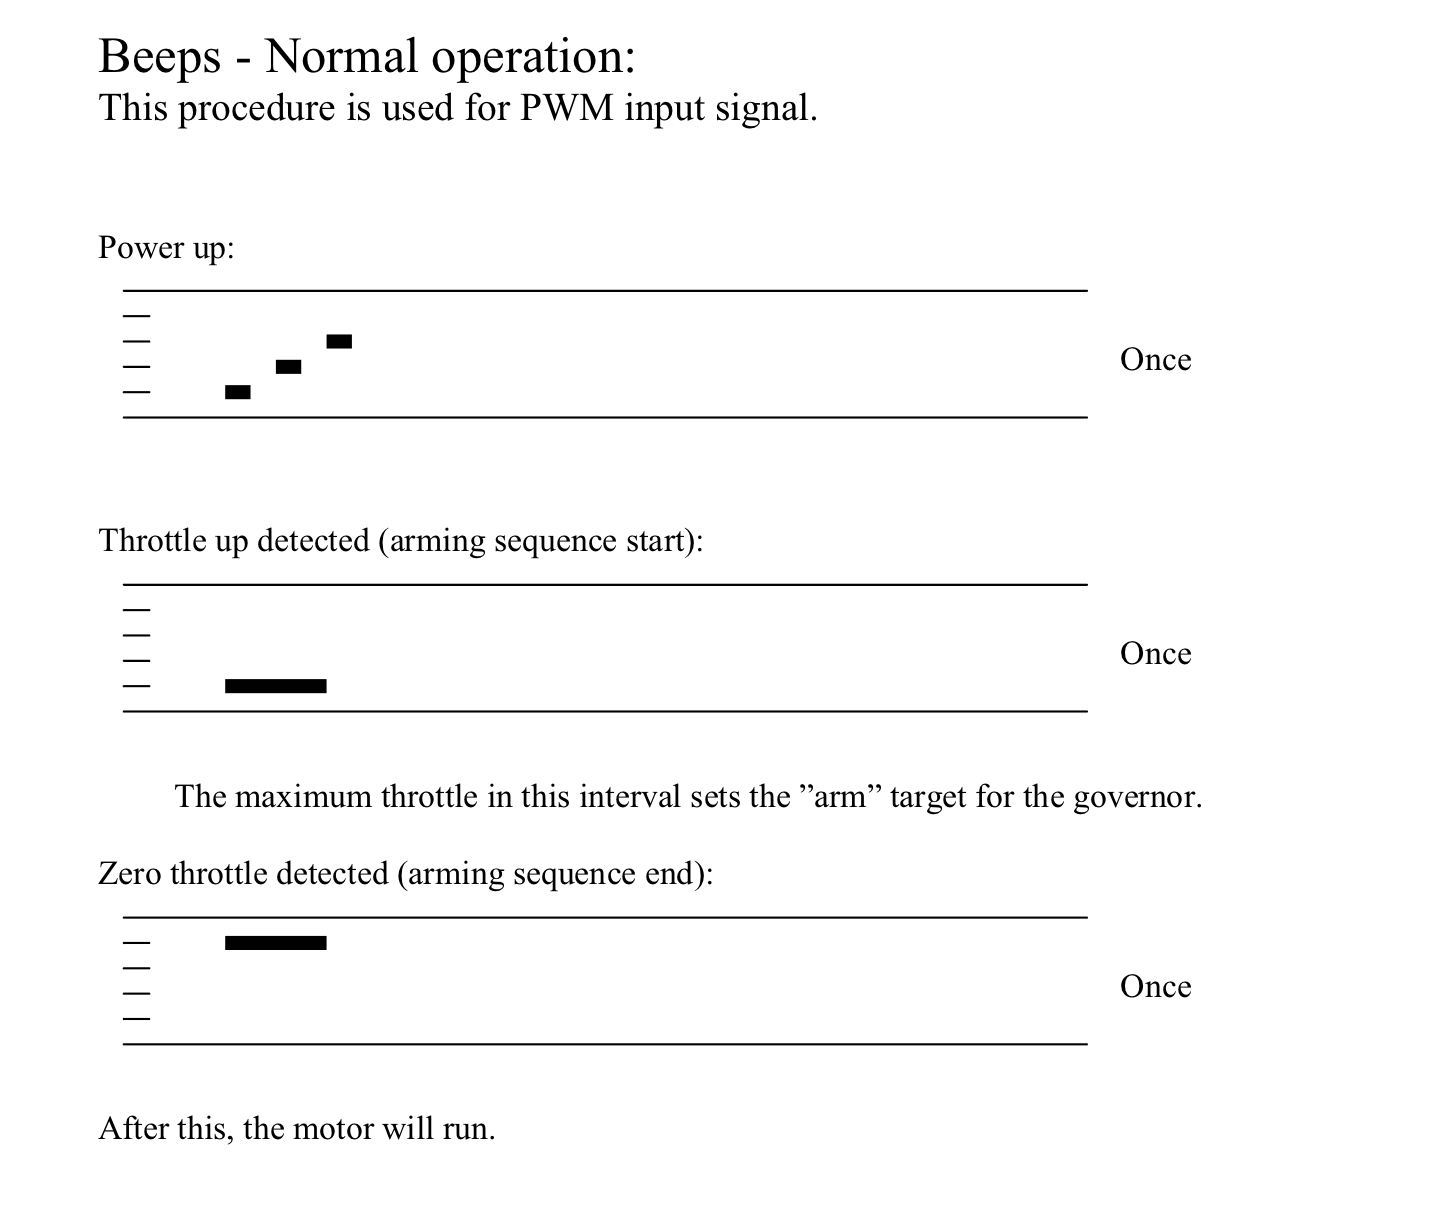 Beeps - Normal operation:
This procedure is used for PWM input signal.
Power up:
Once
Throttle up detected (arming sequence start):
Once
The maximum throttle in this interval sets the ”arm” target for the governor.
Zero throttle detected (arming sequence end):
Once
After this, the motor will run.